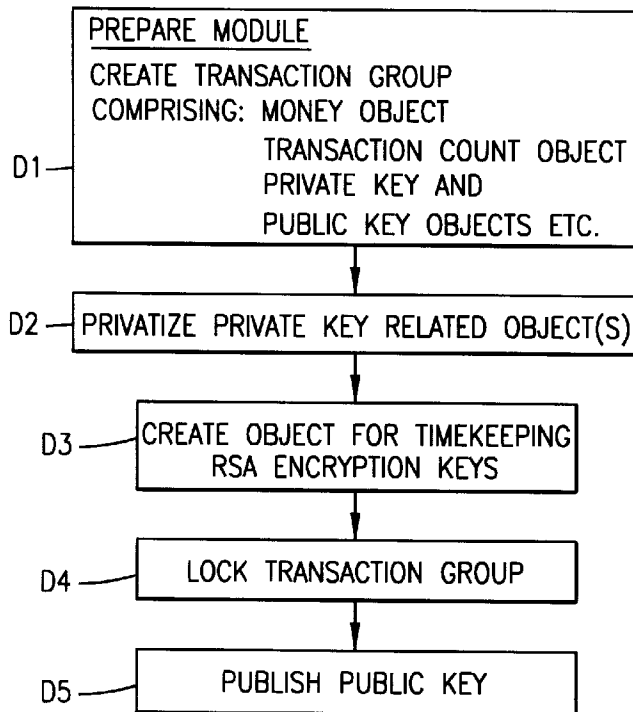 PREPARE MODULE
CREATE TRANSACTION GROUP
COMPRISING: MONEY OBJECT
TRANSACTION COUNT OBJECT
D1
PRIVATE KEY AND
PUBLIC KEY OBJECTS ETC.
D2
PRIVATIZE PRIVATE KEY RELATED OBJECT(S)
D3
CREATE OBJECT FOR TIMEKEEPING
RSA ENCRYPTION KEYS
D4
LOCK TRANSACTION GROUP
D5
PUBLISH PUBLIC KEY